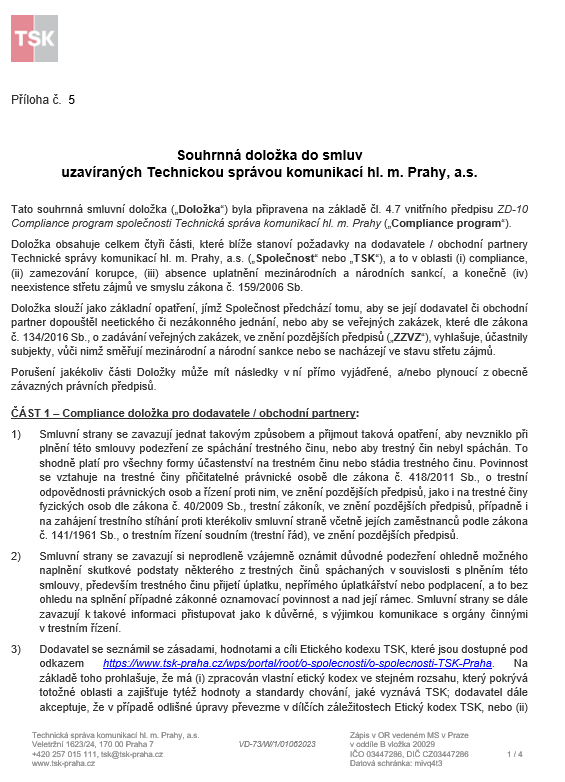 TSK
Příloha č. 5
Souhrnná doložka do smluv
uzavíraných Technickou správou komunikací hl. m. Prahy, a.s.
Tato souhrnná smluvní doložka („Doložka“) byla připravena na základě čl. 4.7 vnitřního předpisu ZD-10
Compliance program společnosti Technická správa komunikací hl. m. Prahy („Compliance program“).
Doložka obsahuje celkem čtyři části, které blíže stanoví požadavky na dodavatele / obchodní partnery
Technické správy komunikací hl. m. Prahy, a.s. („Společnost“ nebo „TSK“), a to v oblasti (i) compliance,
(ii) zamezování korupce, (iii) absence uplatnění mezinárodních a národních sankcí, a konečně (iv)
neexistence střetu zájmů ve smyslu zákona č. 159/2006 Sb.
Doložka slouží jako základní opatření, jímž Společnost předchází tomu, aby se její dodavatel či obchodní
partner dopouštěl neetického či nezákonného jednání, nebo aby se veřejných zakázek, které dle zákona
č. 134/2016 Sb., o zadávání veřejných zakázek, ve znění pozdějších předpisů („ZZVZ“), vyhlašuje, účastnily
subjekty, vůči nimž směřují mezinárodní a národní sankce nebo se nacházejí ve stavu střetu zájmů.
Porušení jakékoliv části Doložky může mít následky v ní přímo vyjádřené, a/nebo plynoucí z obecně
závazných právních předpisů.
ČÁST 1 – Compliance doložka pro dodavatele / obchodní partnery:
1) Smluvní strany se zavazují jednat takovým způsobem a přijmout taková opatření, aby nevzniklo při
plnění této smlouvy podezření ze spáchání trestného činu, nebo aby trestný čin nebyl spáchán. To
shodně platí pro všechny formy účastenství na trestném činu nebo stádia trestného činu. Povinnost
se vztahuje na trestné činy přičitatelné právnické osobě dle zákona č. 418/2011 Sb., o trestní
odpovědnosti právnických osob a řízení proti nim, ve znění pozdějších předpisů, jako i na trestné činy
fyzických osob dle zákona č. 40/2009 Sb., trestní zákoník, ve znění pozdějších předpisů, případně i
na zahájení trestního stíhání proti kterékoliv smluvní straně včetně jejích zaměstnanců podle zákona
č. 141/1961 Sb., o trestním řízení soudním (trestní řád), ve znění pozdějších předpisů.
2) Smluvní strany se zavazují si neprodleně vzájemně oznámit důvodné podezření ohledně možného
naplnění skutkové podstaty některého z trestných činů spáchaných v souvislosti s plněním této
smlouvy, především trestného činu přijetí úplatku, nepřímého úplatkářství nebo podplacení, a to bez
ohledu na splnění případné zákonné oznamovací povinnost a nad její rámec. Smluvní strany se dále
zavazují k takové informaci přistupovat jako k důvěrné, s výjimkou komunikace s orgány činnými
v trestním řízení.
3) Dodavatel se seznámil se zásadami, hodnotami a cíli Etického kodexu TSK, které jsou dostupné pod
odkazem https://www.tsk-praha.cz/wps/portal/root/o-spolecnosti/o-spolecnosti-TSK-Praha. Na
základě toho prohlašuje, že má (i) zpracován vlastní etický kodex ve stejném rozsahu, který pokrývá
totožné oblasti a zajišťuje tytéž hodnoty a standardy chování, jaké vyznává TSK; dodavatel dále
akceptuje, že v případě odlišné úpravy převezme v dílčích záležitostech Etický kodex TSK, nebo (ii)
Technická správa komunikací hl. m. Prahy, a.s.
Veletržní 1623/24, 170 00 Praha 7
+420 257 015 111, tsk@tsk-praha.cz
www.tsk-praha.cz
VD-73/W/1/01062023
Zápis v OR vedeném MS v Praze
v oddíle B vložka 20029
IČO 03447286, DIČ CZ03447286
Datová schránka: mivq4t3
1 / 4